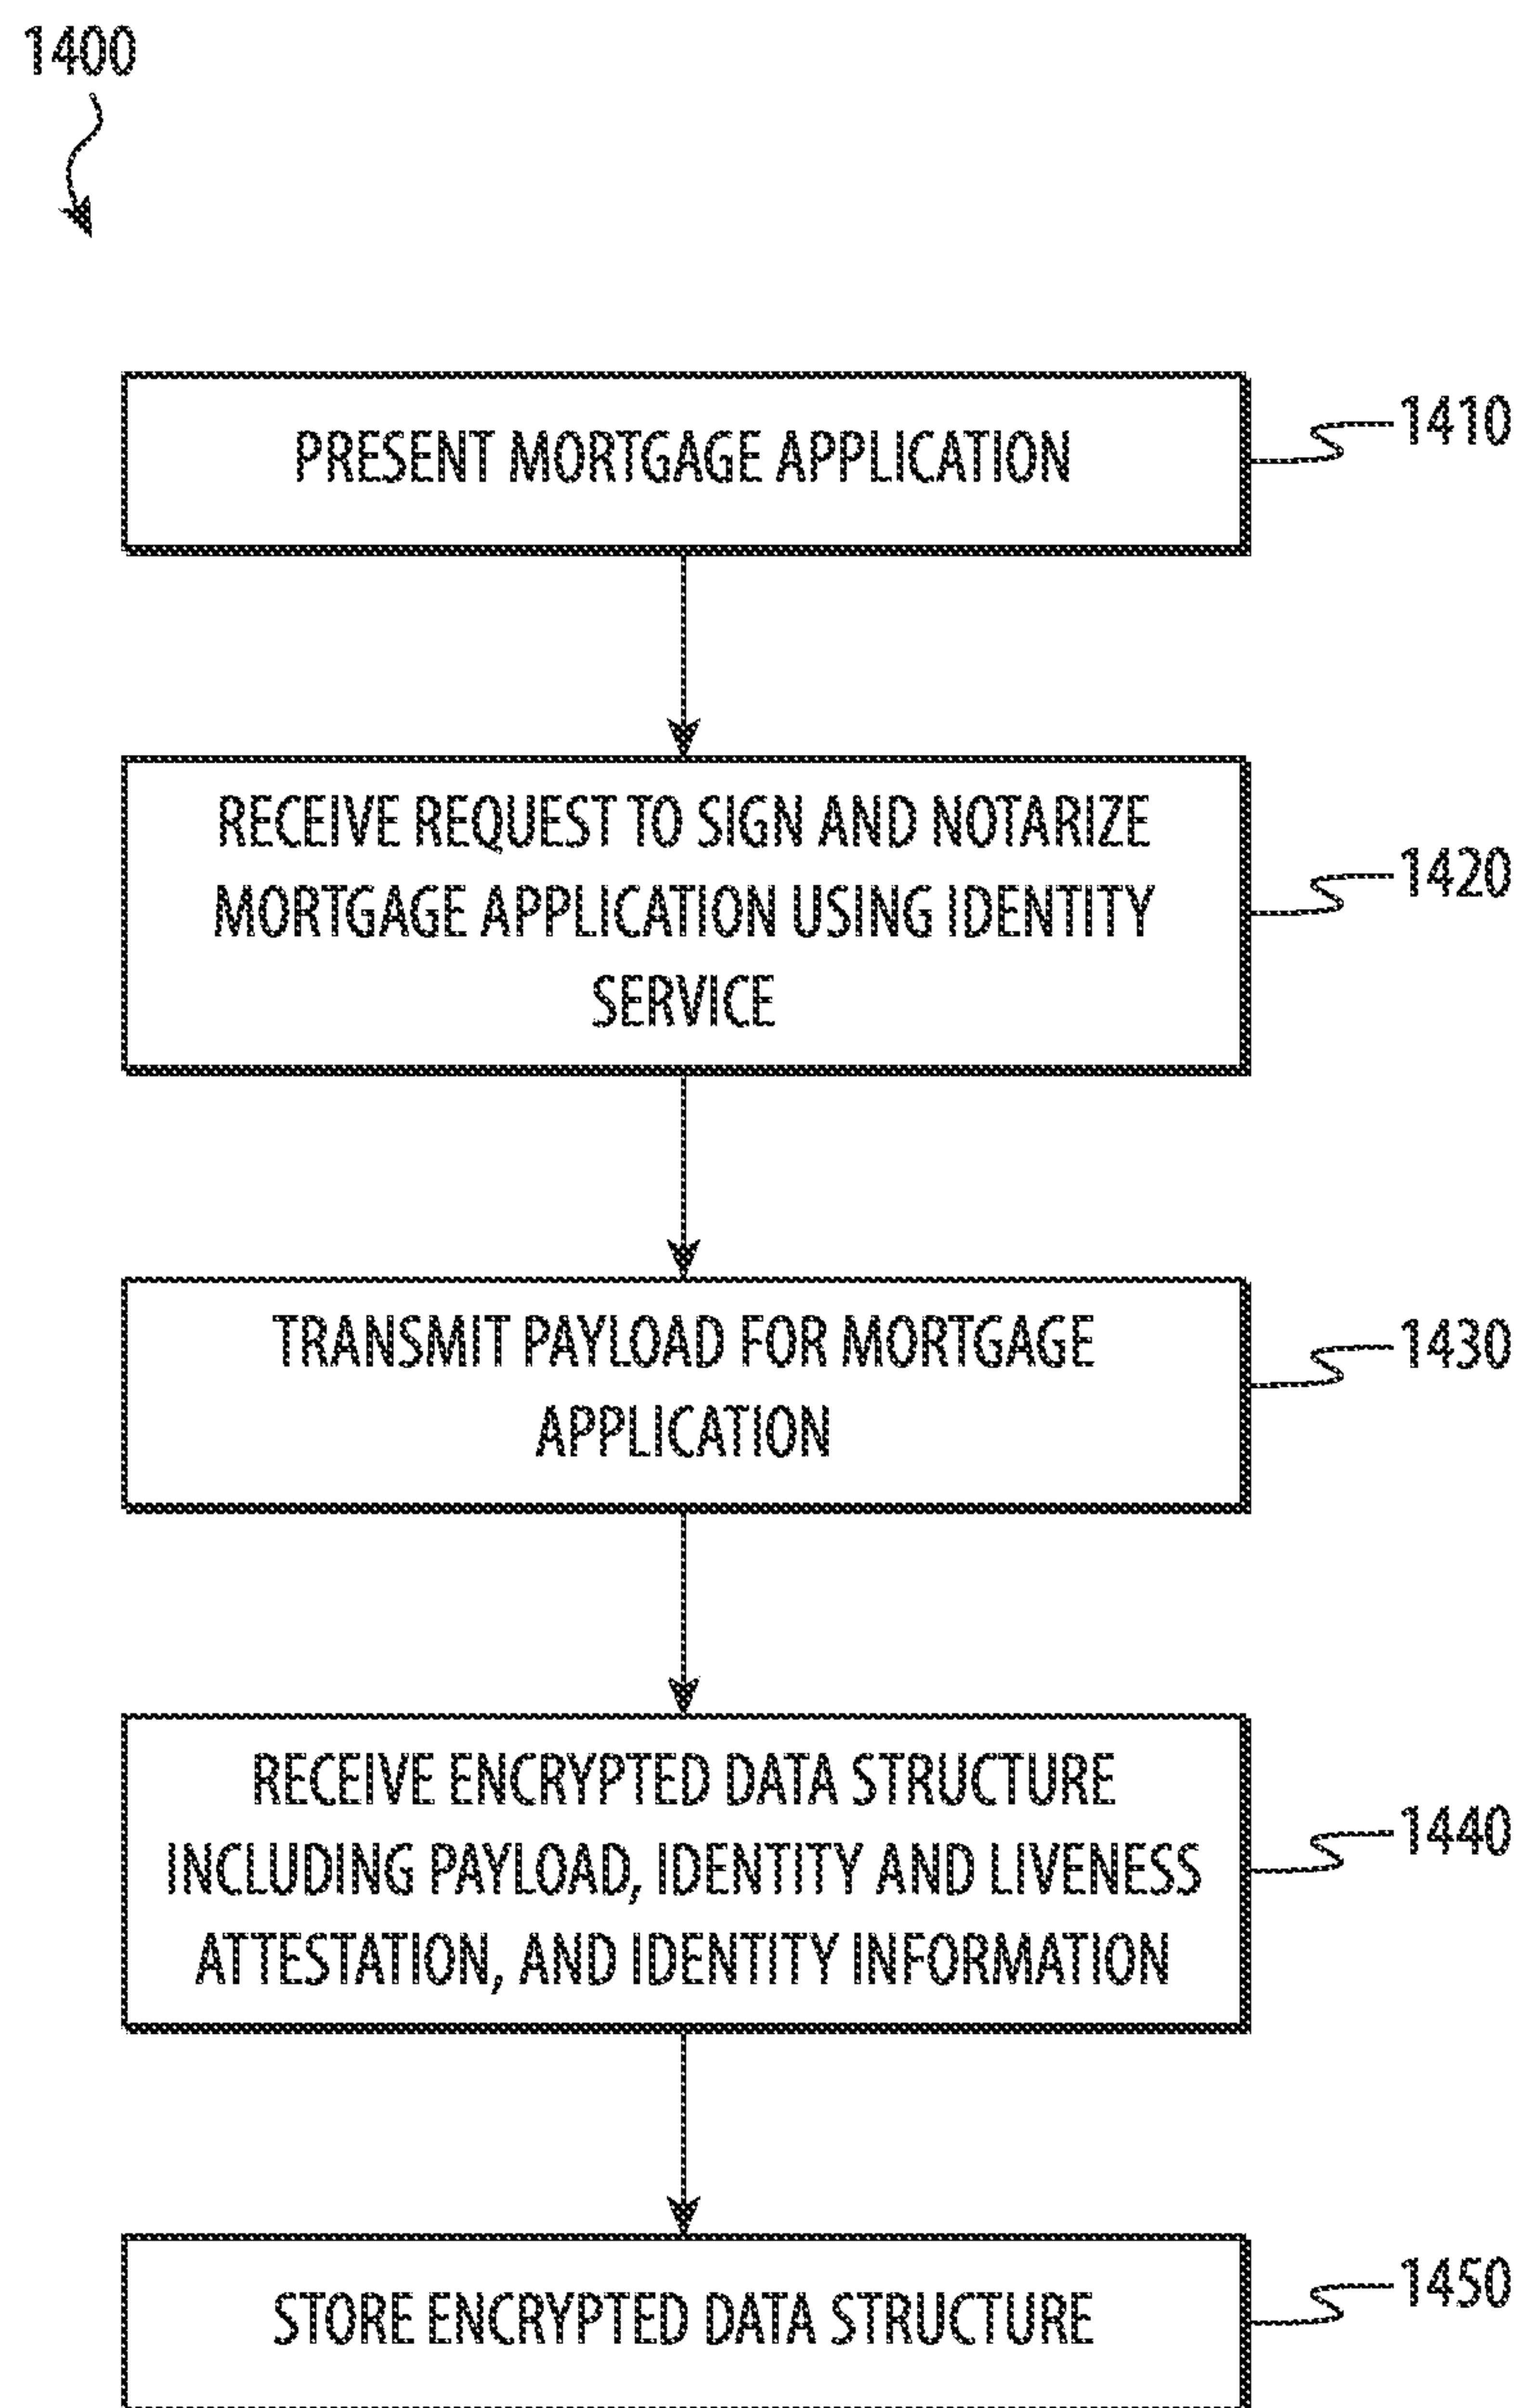 1400
PRESENT MORTGAGE APPLICATION
1410
RECEIVE REQUEST TO SIGN AND NOTARIZE
MORTGAGE APPLICATION USING IDENTITY
SERVICE
1420
TRANSMIT PAYLOAD FOR MORTGAGE
APPLICATION
1430
RECEIVE ENCRYPTED DATA STRUCTURE
INCLUDING PAYLOAD, IDENTITY AND LIVENESS
ATTESTATION, AND IDENTITY INFORMATION
1440
STORE ENCRYPTED DATA STRUCTURE
1450